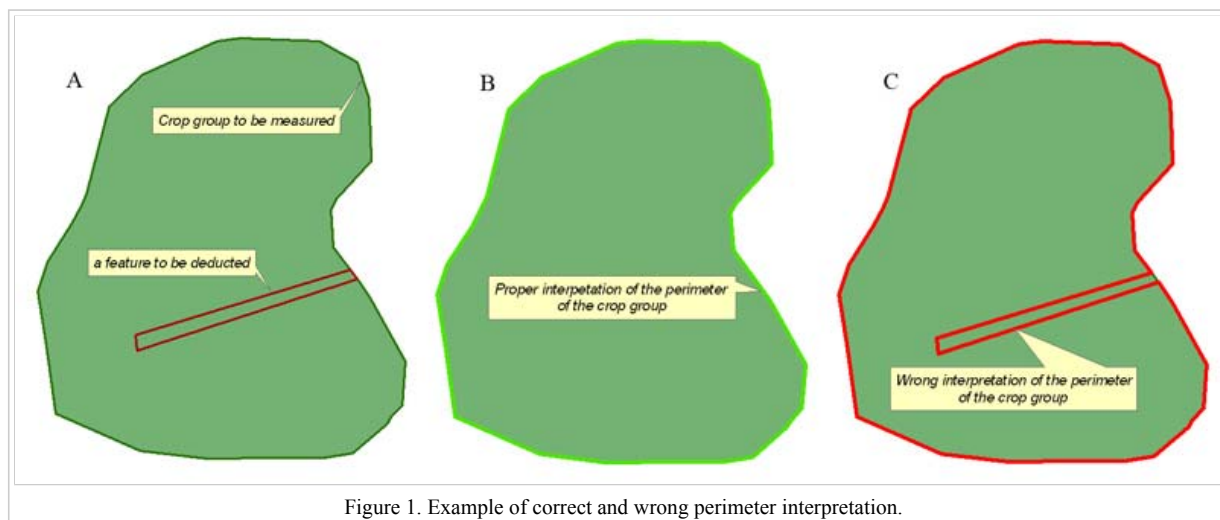 A
Crop group to be measured
a feature to be deducted
B
Proper interpetation of the perimeter
of the crop group
C
Wrong interpretation of the perimeter
of the crop group
Figure 1. Example of correct and wrong perimeter interpretation.